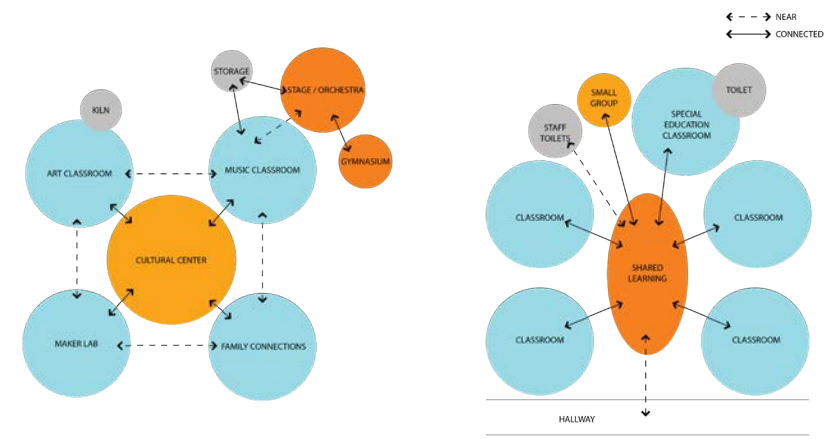 NEAR
CONNECTED
STORAGE
STAGE / ORCHESTRA
KILN
GYMNASIUM
ART CLASSROOM
MUSIC CLASSROOM
CULTURAL CENTER
MAKER LAB
FAMILY CONNECTIONS
SMALL
GROUP
TOILET
SPECIAL
EDUCATION
CLASSROOM
STAFF
TOILETS
CLASSROOM
CLASSROOM
SHARED
LEARNING
CLASSROOM
CLASSROOM
HALLWAY